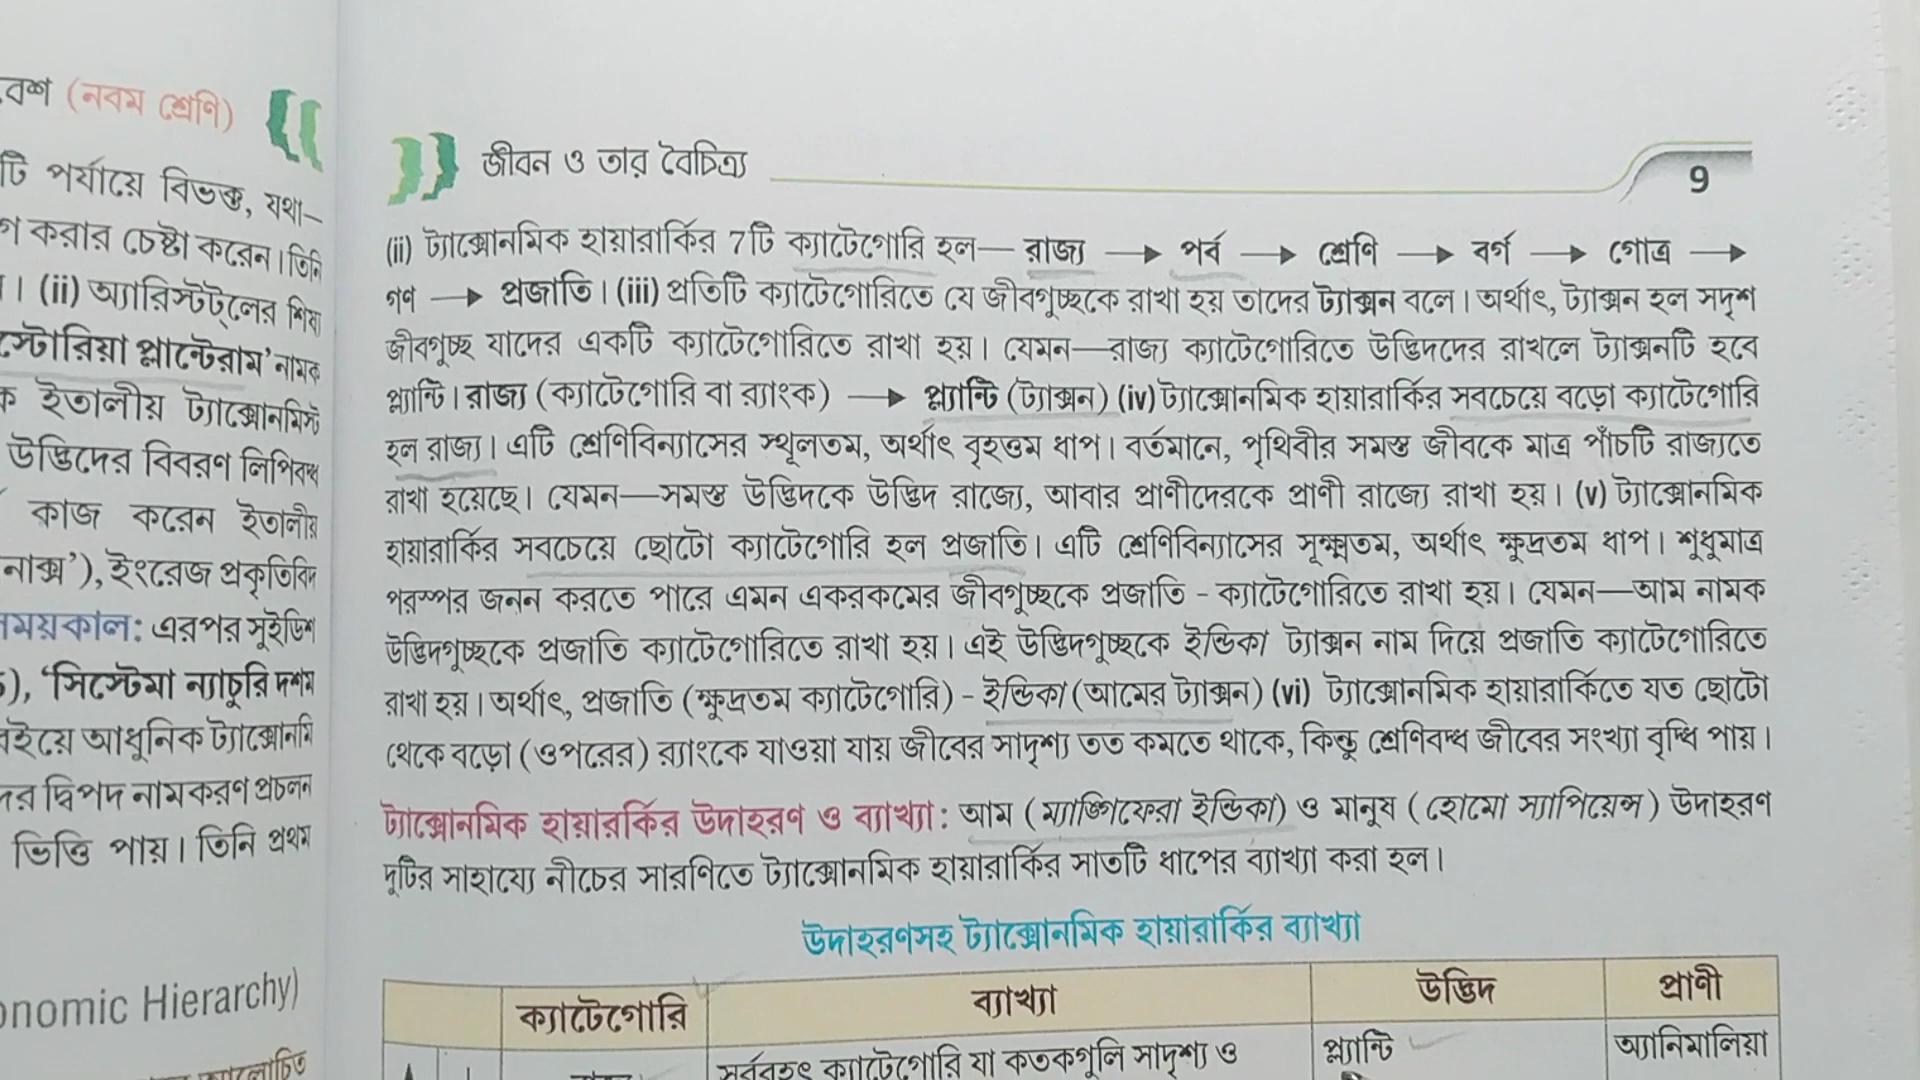 বেশ (নবম শ্রেণি)
টি পর্যায়ে বিভক্ত, যথা—
করার চেষ্টা করেন। তিনি
। (ii) অ্যারিস্টট্‌লের শিষ্য
স্টোরিয়া প্লান্টেরাম’ নামক
ক ইতালীয় ট্যাক্সোনমিস্ট
উদ্ভিদের বিবরণ লিপিবদ্ধ
কাজ করেন ইতালীয়
নাক্স’), ইংরেজ প্রকৃতিবিদ
সময়কাল: এরপর সুইডিশ
), ‘সিস্টেমা ন্যাচুরি দশম
বইয়ে আধুনিক ট্যাক্সোনমি
দ্বিপদ নামকরণ প্রচলন
ভিত্তি পায়। তিনি প্রথম
onomic Hierarchy)
জীবন ও তার বৈচিত্র্য
9
(ii) ট্যাক্সোনমিক হায়ারার্কির 7টি ক্যাটেগোরি হল— রাজ্য → পর্ব → শ্রেণি → বর্গ → গোত্র →
গণ → প্রজাতি। (iii) প্রতিটি ক্যাটেগোরিতে যে জীবগুচ্ছকে রাখা হয় তাদের ট্যাক্সন বলে। অর্থাৎ, ট্যাক্সন হল সদৃশ
জীবগুচ্ছ যাদের একটি ক্যাটেগোরিতে রাখা হয়। যেমন—রাজ্য ক্যাটেগোরিতে উদ্ভিদদের রাখলে ট্যাক্সনটি হবে
প্ল্যান্টি। রাজ্য (ক্যাটেগোরি বা র‍্যাংক) → প্ল্যান্টি (ট্যাক্সন) (iv) ট্যাক্সোনমিক হায়ারার্কির সবচেয়ে বড়ো ক্যাটেগোরি
হল রাজ্য। এটি শ্রেণিবিন্যাসের স্থূলতম, অর্থাৎ বৃহত্তম ধাপ। বর্তমানে, পৃথিবীর সমস্ত জীবকে মাত্র পাঁচটি রাজ্যতে
রাখা হয়েছে। যেমন—সমস্ত উদ্ভিদকে উদ্ভিদ রাজ্যে, আবার প্রাণীদেরকে প্রাণী রাজ্যে রাখা হয়। (v) ট্যাক্সোনমিক
হায়ারার্কির সবচেয়ে ছোটো ক্যাটেগোরি হল প্রজাতি। এটি শ্রেণিবিন্যাসের সূক্ষ্মতম, অর্থাৎ ক্ষুদ্রতম ধাপ। শুধুমাত্র
পরস্পর জনন করতে পারে এমন একরকমের জীবগুচ্ছকে প্রজাতি - ক্যাটেগোরিতে রাখা হয়। যেমন—আম নামক
উদ্ভিদগুচ্ছকে প্রজাতি ক্যাটেগোরিতে রাখা হয়। এই উদ্ভিদগুচ্ছকে ইন্ডিকা ট্যাক্সন নাম দিয়ে প্রজাতি ক্যাটেগোরিতে
রাখা হয়। অর্থাৎ, প্রজাতি (ক্ষুদ্রতম ক্যাটেগোরি) - ইন্ডিকা (আমের ট্যাক্সন) (vi) ট্যাক্সোনমিক হায়ারার্কিতে যত ছোটো
থেকে বড়ো (ওপরের) র‍্যাংকে যাওয়া যায় জীবের সাদৃশ্য তত কমতে থাকে, কিন্তু শ্রেণিবদ্ধ জীবের সংখ্যা বৃদ্ধি পায়।
ট্যাক্সোনমিক হায়ারার্কির উদাহরণ ও ব্যাখ্যা: আম (ম্যাঙ্গিফেরা ইন্ডিকা) ও মানুষ (হোমো স্যাপিয়েন্স) উদাহরণ
দুটির সাহায্যে নীচের সারণিতে ট্যাক্সোনমিক হায়ারার্কির সাতটি ধাপের ব্যাখ্যা করা হল।
উদাহরণসহ ট্যাক্সোনমিক হায়ারার্কির ব্যাখ্যা
ক্যাটেগোরি ব্যাখ্যা উদ্ভিদ প্রাণী
সর্ববৃহৎ ক্যাটেগোরি যা কতকগুলি সাদৃশ্য ও প্ল্যান্টি অ্যানিমালিয়া